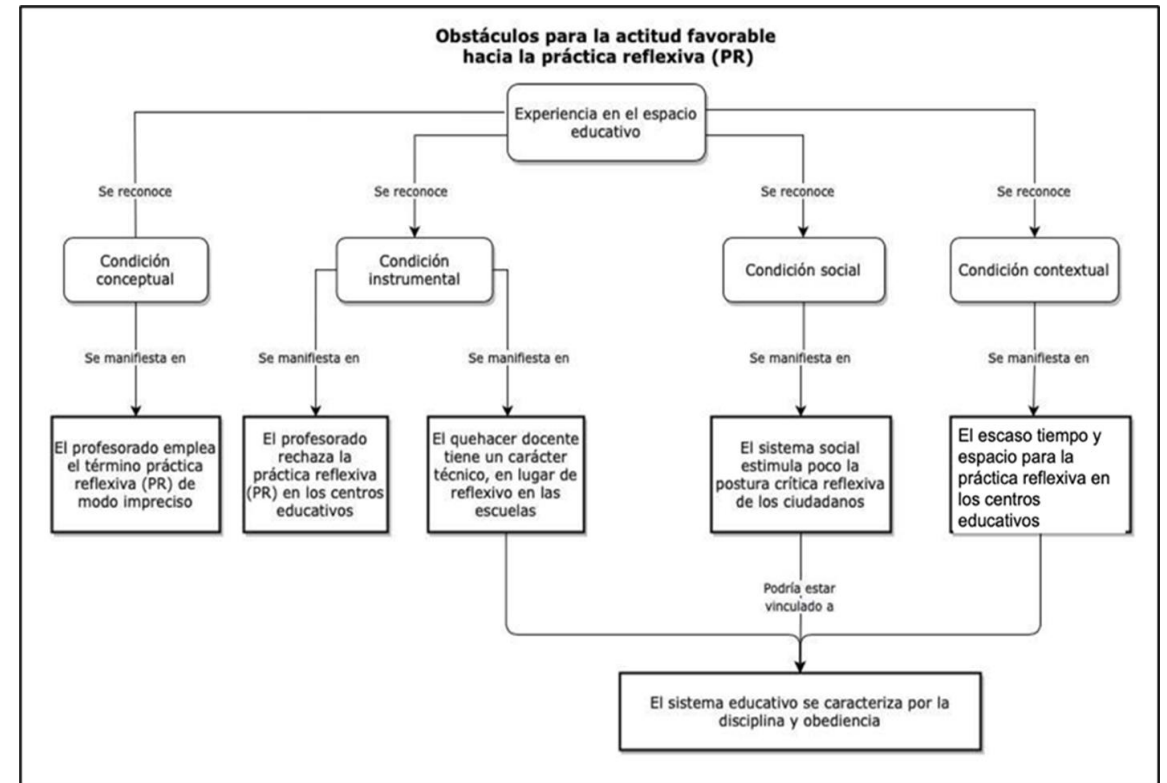 Obstáculos para la actitud favorable
hacia la práctica reflexiva (PR)
Experiencia en el espacio
educativo
Se reconoce
Se reconoce
Se reconoce
Se reconoce
Condición
conceptual
Condición
instrumental
Condición social
Condición contextual
Se manifiesta en
Se manifiesta en
Se manifiesta en
Se manifiesta en
Se manifiesta en
El profesorado emplea
el término práctica
reflexiva (PR) de
modo impreciso
El profesorado
rechaza la
práctica reflexiva
(PR) en los centros
educativos
El quehacer docente
tiene un carácter
técnico, en lugar de
reflexivo en las
escuelas
El sistema social
estimula poco la
postura crítica reflexiva
de los ciudadanos
El escaso tiempo y
espacio para la
práctica reflexiva en
los centros
educativos
Podría estar
vinculado a
El sistema educativo se caracteriza por la
disciplina y obediencia